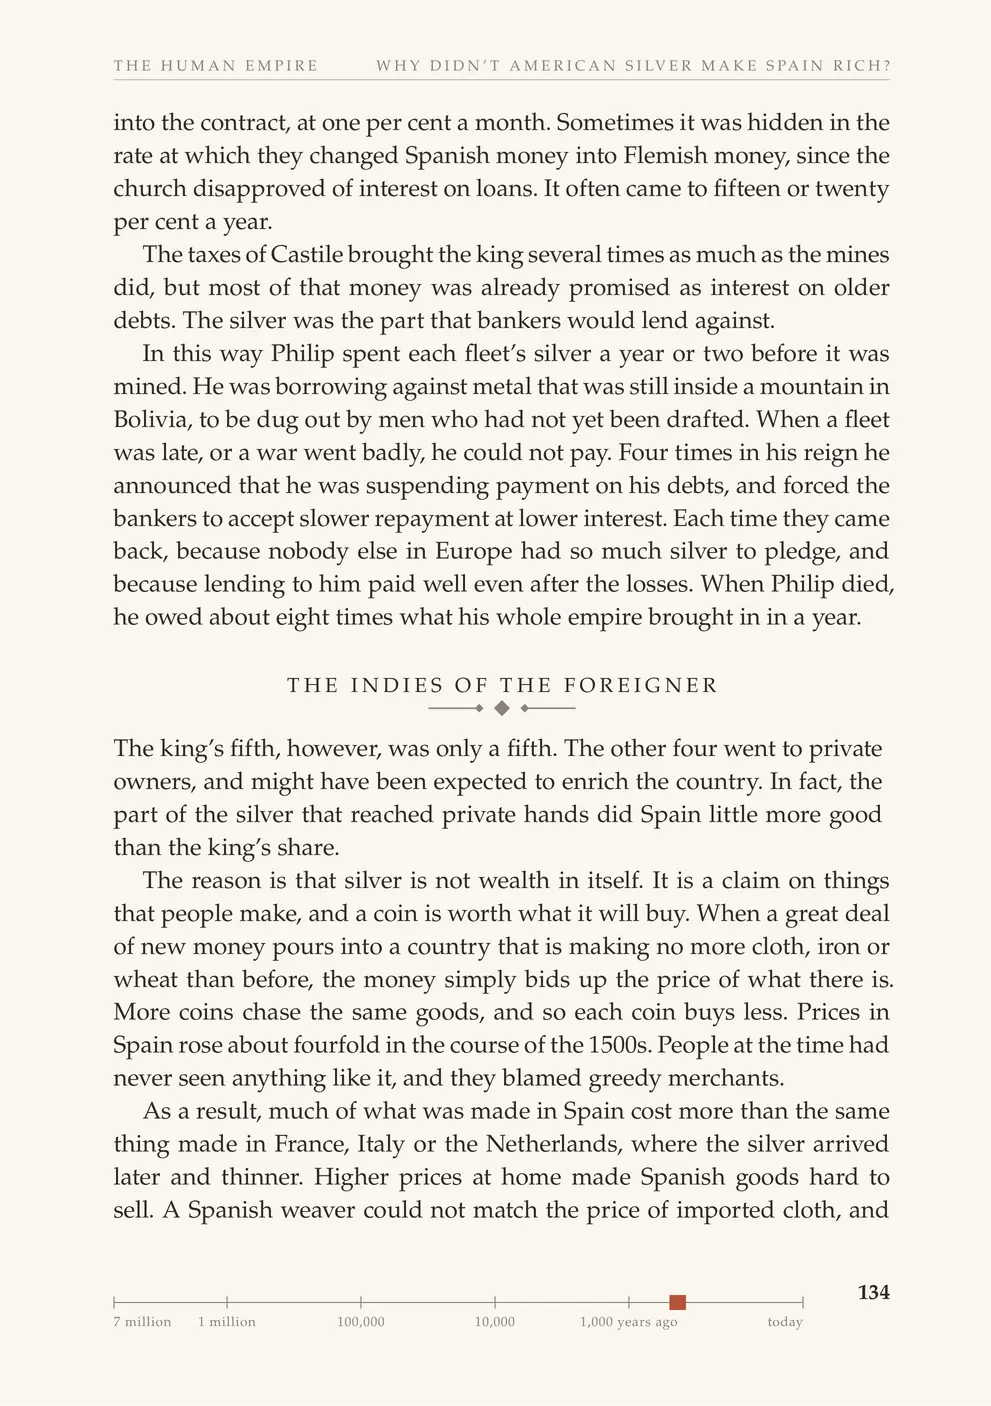 THE HUMAN EMPIRE
WHY DIDN’T AMERICAN SILVER MAKE SPAIN RICH?
into the contract, at one per cent a month. Sometimes it was hidden in the
rate at which they changed Spanish money into Flemish money, since the
church disapproved of interest on loans. It often came to fifteen or twenty
per cent a year.
The taxes of Castile brought the king several times as much as the mines
did, but most of that money was already promised as interest on older
debts. The silver was the part that bankers would lend against.
In this way Philip spent each fleet’s silver a year or two before it was
mined. He was borrowing against metal that was still inside a mountain in
Bolivia, to be dug out by men who had not yet been drafted. When a fleet
was late, or a war went badly, he could not pay. Four times in his reign he
announced that he was suspending payment on his debts, and forced the
bankers to accept slower repayment at lower interest. Each time they came
back, because nobody else in Europe had so much silver to pledge, and
because lending to him paid well even after the losses. When Philip died,
he owed about eight times what his whole empire brought in in a year.
THE INDIES OF THE FOREIGNER
The king’s fifth, however, was only a fifth. The other four went to private
owners, and might have been expected to enrich the country. In fact, the
part of the silver that reached private hands did Spain little more good
than the king’s share.
The reason is that silver is not wealth in itself. It is a claim on things
that people make, and a coin is worth what it will buy. When a great deal
of new money pours into a country that is making no more cloth, iron or
wheat than before, the money simply bids up the price of what there is.
More coins chase the same goods, and so each coin buys less. Prices in
Spain rose about fourfold in the course of the 1500s. People at the time had
never seen anything like it, and they blamed greedy merchants.
As a result, much of what was made in Spain cost more than the same
thing made in France, Italy or the Netherlands, where the silver arrived
later and thinner. Higher prices at home made Spanish goods hard to
sell. A Spanish weaver could not match the price of imported cloth, and
134
7 million 1 million 100,000 10,000 1,000 years ago today